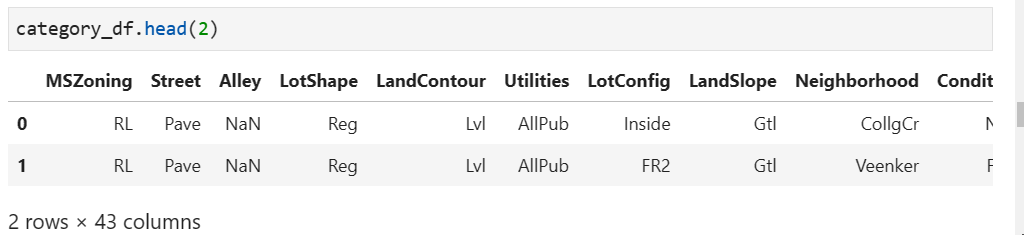 category_df.head(2)
MSZoning Street Alley LotShape LandContour Utilities LotConfig LandSlope Neighborhood Condit
0 RL Pave NaN Reg Lvl AllPub Inside Gtl CollgCr
1 RL Pave NaN Reg Lvl AllPub FR2 Gtl Veenker
2 rows × 43 columns